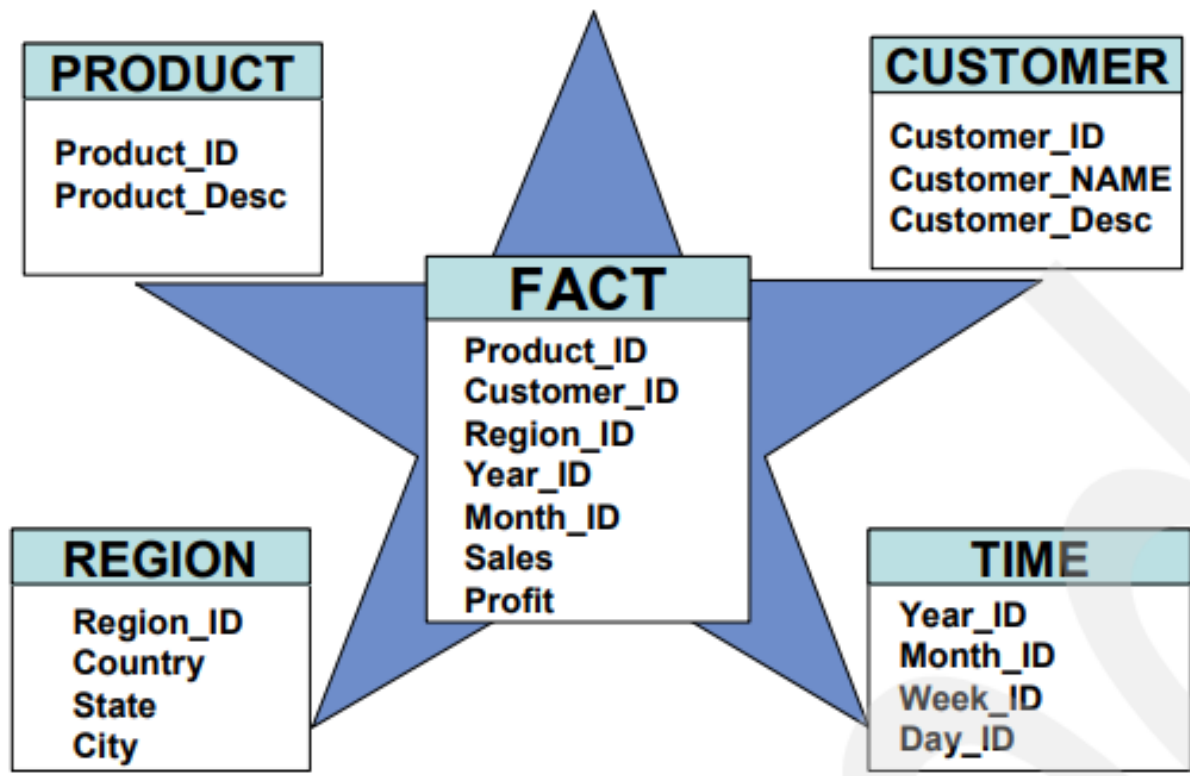 PRODUCT
Product_ID
Product_Desc
CUSTOMER
Customer_ID
Customer_NAME
Customer_Desc
FACT
Product_ID
Customer_ID
Region_ID
Year_ID
Month_ID
Sales
Profit
REGION
Region_ID
Country
State
City
TIME
Year_ID
Month_ID
Week_ID
Day_ID